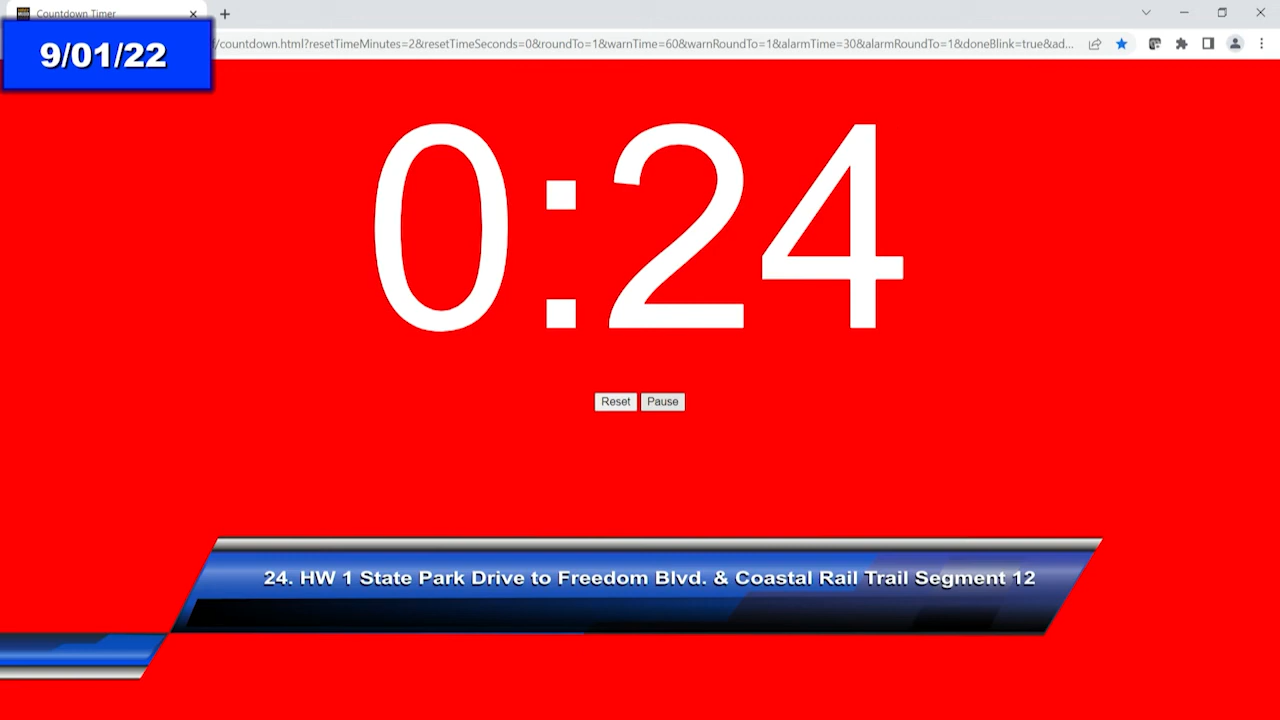 Countdown Timer
9/01/22
/countdown.html?resetTimeMinutes=2&resetTimeSeconds=0&roundTo=1&warnTime=60&warnRoundTo=1&alarmTime=30&alarmRoundTo=1&doneBlink=true&ad...
0:24
Reset Pause
24. HW 1 State Park Drive to Freedom Blvd. & Coastal Rail Trail Segment 12